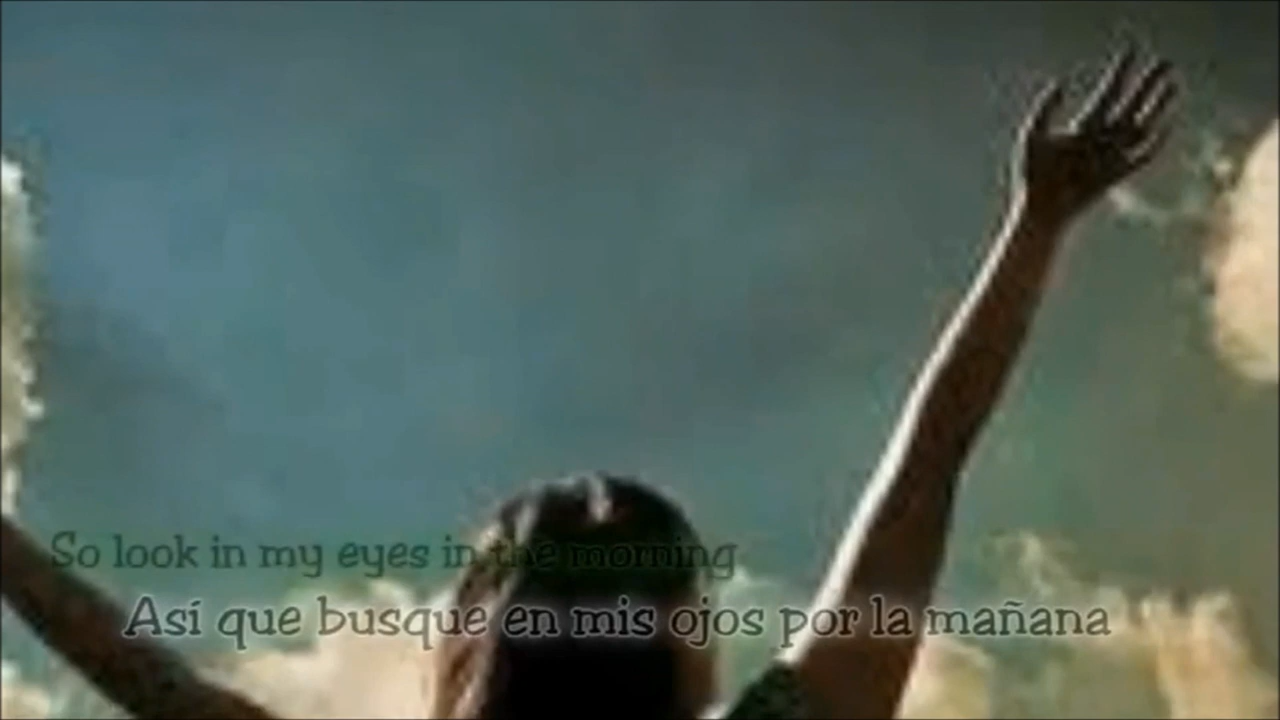 So look in my eyes in the morning
Así que busque en mis ojos por la mañana